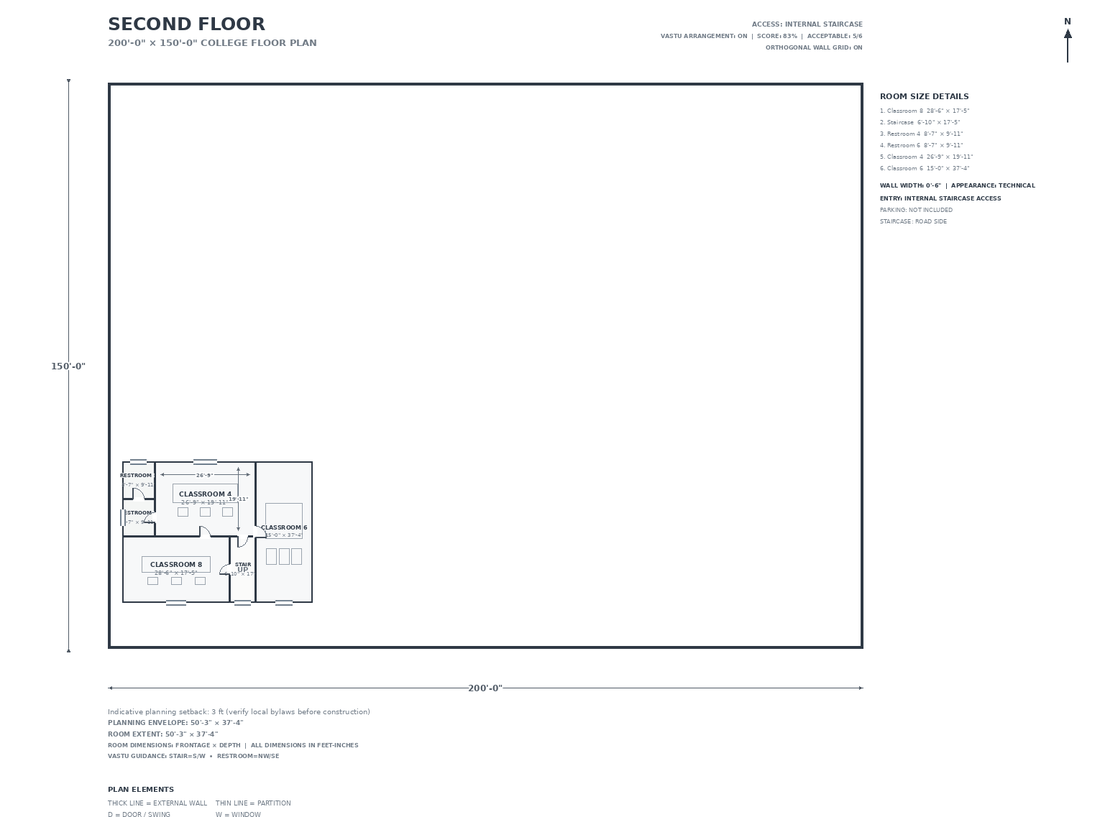 SECOND FLOOR
200'-0" × 150'-0" COLLEGE FLOOR PLAN
ACCESS: INTERNAL STAIRCASE
VASTU ARRANGEMENT: ON | SCORE: 83% | ACCEPTABLE: 5/6
ORTHOGONAL WALL GRID: ON
N
ROOM SIZE DETAILS
1. Classroom 8 28'-6" × 17'-5"
2. Staircase 6'-10" × 17'-5"
3. Restroom 4 8'-7" × 9'-11"
4. Restroom 6 8'-7" × 9'-11"
5. Classroom 4 26'-9" × 19'-11"
6. Classroom 6 15'-0" × 37'-4"
WALL WIDTH: 0'-6" | APPEARANCE: TECHNICAL
ENTRY: INTERNAL STAIRCASE ACCESS
PARKING: NOT INCLUDED
STAIRCASE: ROAD SIDE
150'-0"
RESTROOM
26'-9"
CLASSROOM 4
26'-9" × 19'-11"
19'-11"
CLASSROOM 6
15'-0" × 37'-4"
CLASSROOM 8
28'-6" × 17'-5"
STAIR
UP
200'-0"
Indicative planning setback: 3 ft (verify local bylaws before construction)
PLANNING ENVELOPE: 50'-3" × 37'-4"
ROOM EXTENT: 50'-3" × 37'-4"
ROOM DIMENSIONS: FRONTAGE × DEPTH | ALL DIMENSIONS IN FEET-INCHES
VASTU GUIDANCE: STAIR=S/W • RESTROOM=NW/SE
PLAN ELEMENTS
THICK LINE = EXTERNAL WALL THIN LINE = PARTITION
D = DOOR / SWING W = WINDOW